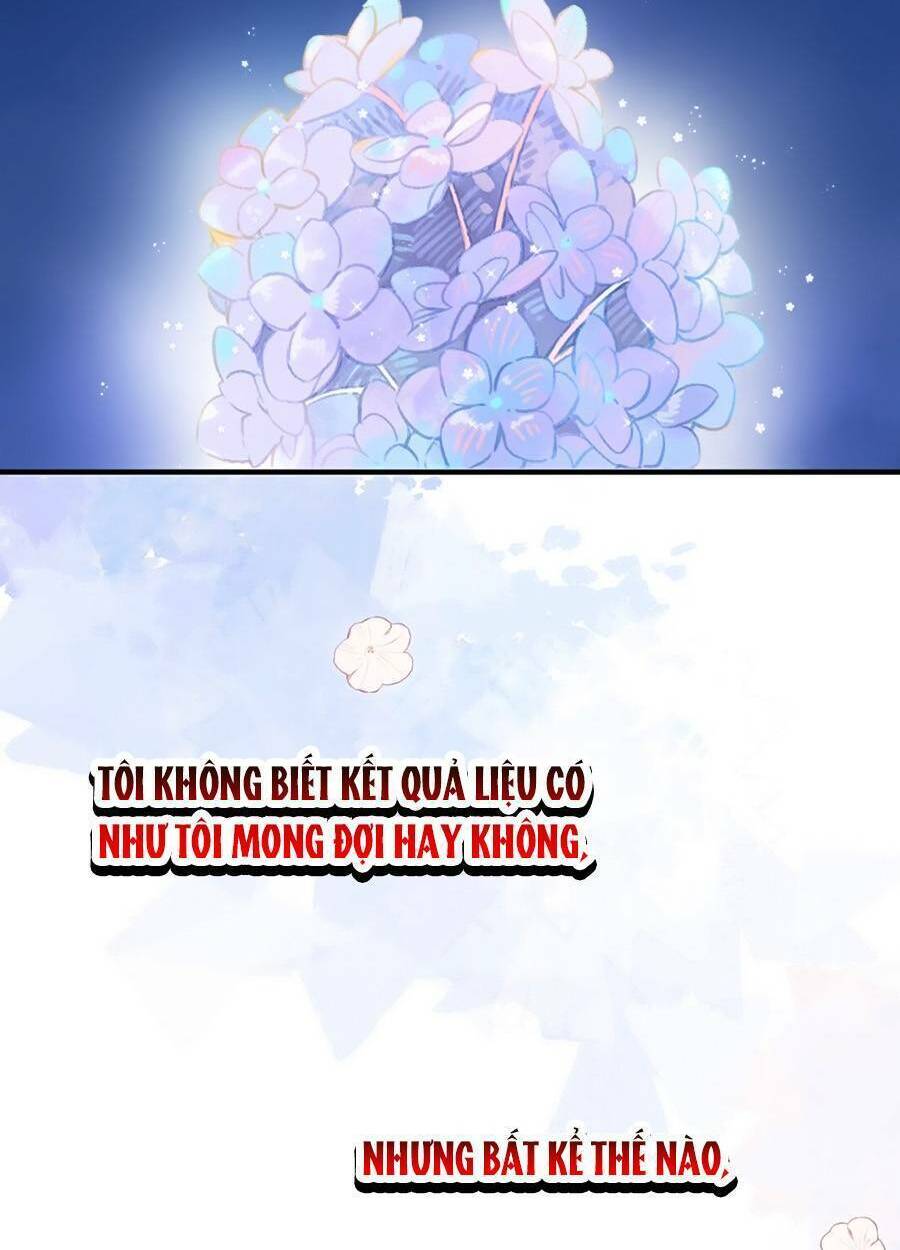 TÔI KHÔNG BIẾT KẾT QUẢ LIỆU CÓ
NHƯ TÔI MONG ĐỢI HAY KHÔNG,
NHƯNG BẤT KỂ THẾ NÀO,